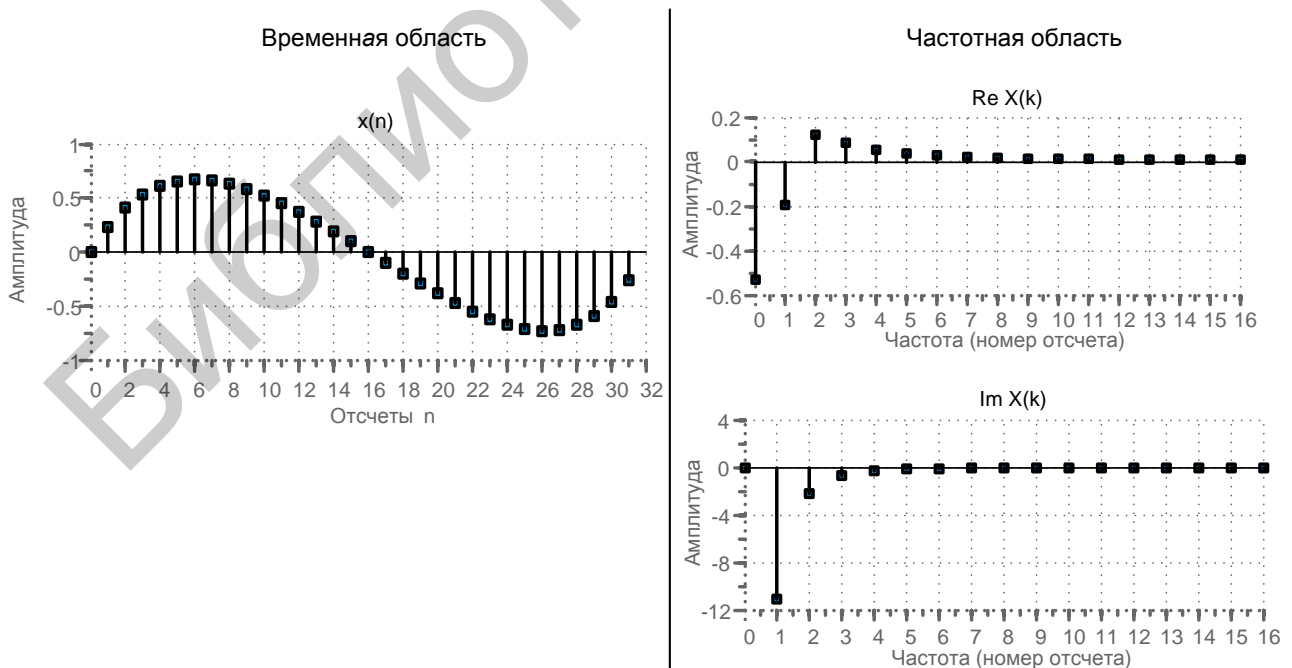 Временная область
x(n)
Амплитуда
1
0.5
0
-0.5
-1
0 2 4 6 8 10 12 14 16 18 20 22 24 26 28 30 32
Отсчеты n
Частотная область
Re X(k)
Амплитуда
0.2
0
-0.2
-0.4
-0.6
0 1 2 3 4 5 6 7 8 9 10 11 12 13 14 15 16
Частота (номер отсчета)
Im X(k)
Амплитуда
4
0
-4
-8
-12
0 1 2 3 4 5 6 7 8 9 10 11 12 13 14 15 16
Частота (номер отсчета)